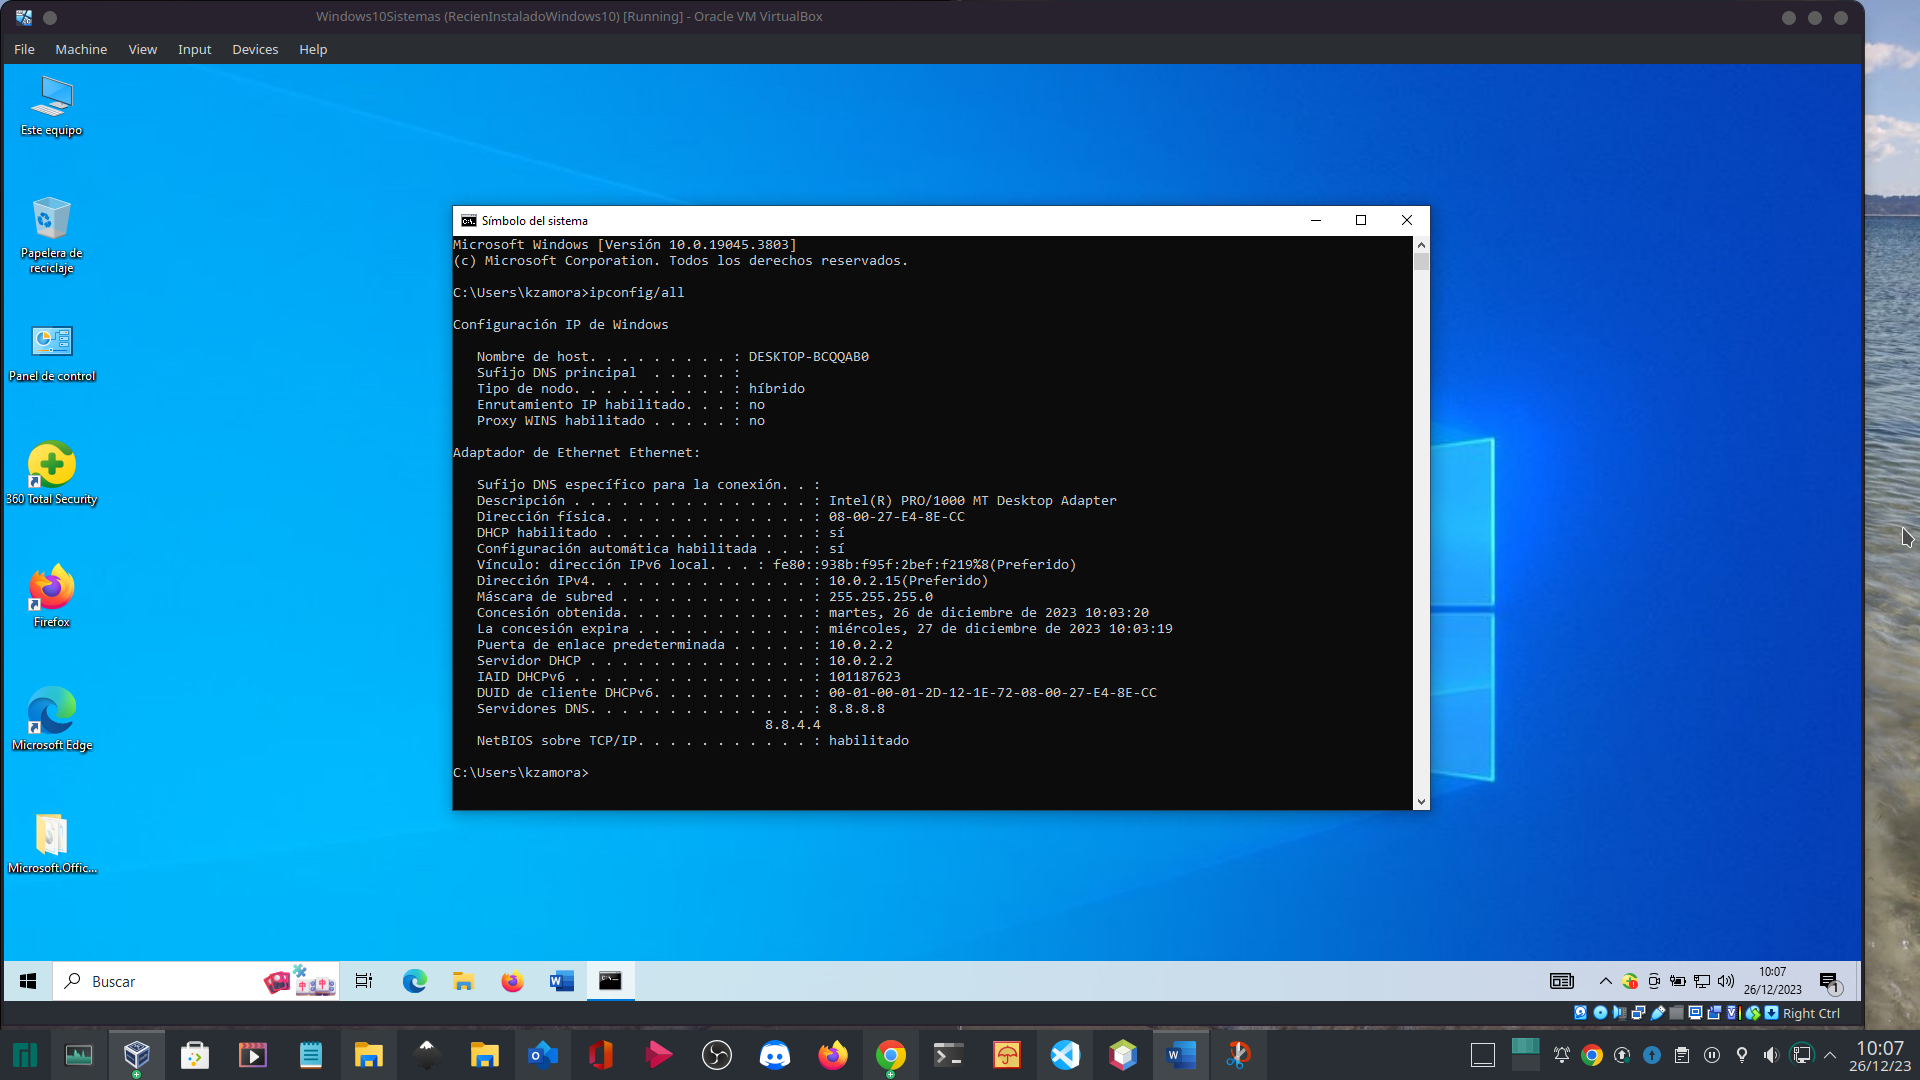 Windows10Sistemas (RecienInstaladoWindows10) [Running] - Oracle VM VirtualBox
File Machine View Input Devices Help
Este equipo
Papelera de
reciclaje
Panel de control
360 Total Security
Firefox
Microsoft Edge
Microsoft.Offic...
Símbolo del sistema
Microsoft Windows [Versión 10.0.19045.3803]
(c) Microsoft Corporation. Todos los derechos reservados.
C:\Users\kzamora>ipconfig/all
Configuración IP de Windows
Nombre de host. . . . . . . . . : DESKTOP-BCQQAB0
Sufijo DNS principal  . . . . . :
Tipo de nodo. . . . . . . . . . : híbrido
Enrutamiento IP habilitado. . . : no
Proxy WINS habilitado . . . . . : no
Adaptador de Ethernet Ethernet:
Sufijo DNS específico para la conexión. . :
Descripción . . . . . . . . . . . . . . . : Intel(R) PRO/1000 MT Desktop Adapter
Dirección física. . . . . . . . . . . . . : 08-00-27-E4-8E-CC
DHCP habilitado . . . . . . . . . . . . . : sí
Configuración automática habilitada . . . : sí
Vínculo: dirección IPv6 local. . . : fe80::938b:f95f:2bef:f219%8(Preferido)
Dirección IPv4. . . . . . . . . . . . . . : 10.0.2.15(Preferido)
Máscara de subred . . . . . . . . . . . . : 255.255.255.0
Concesión obtenida. . . . . . . . . . . . : martes, 26 de diciembre de 2023 10:03:20
La concesión expira . . . . . . . . . . . : miércoles, 27 de diciembre de 2023 10:03:19
Puerta de enlace predeterminada . . . . . : 10.0.2.2
Servidor DHCP . . . . . . . . . . . . . . : 10.0.2.2
IAID DHCPv6 . . . . . . . . . . . . . . . : 101187623
DUID de cliente DHCPv6. . . . . . . . . . : 00-01-00-01-2D-12-1E-72-08-00-27-E4-8E-CC
Servidores DNS. . . . . . . . . . . . . . : 8.8.8.8
8.8.4.4
NetBIOS sobre TCP/IP. . . . . . . . . . . : habilitado
C:\Users\kzamora>
Buscar
10:07
26/12/2023
1
Right Ctrl
10:07
26/12/23